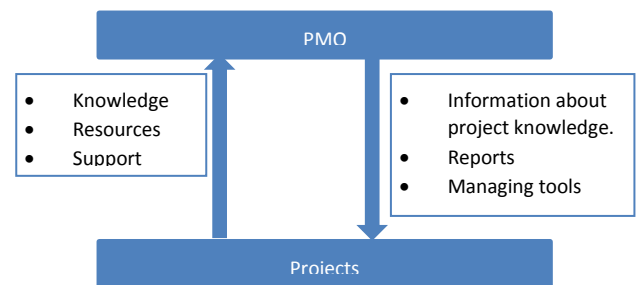 PMO
• Knowledge
• Resources
• Support
• Information about
project knowledge.
• Reports
• Managing tools
Projects